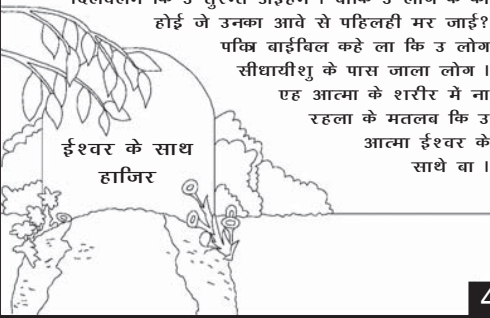 कि उ तुरन्त । बाकि उ लोग के का
होई जे उनका आवे से पहिलही मर जाई?
पवित्र बाईबिल कहे ला कि उ लोग
सीधायीशु के पास जाला लोग ।
एह आत्मा के शरीर में ना
रहला के मतलब कि उ
आत्मा ईश्वर के
साथे बा ।
ईश्वर के साथ
हाजिर
4